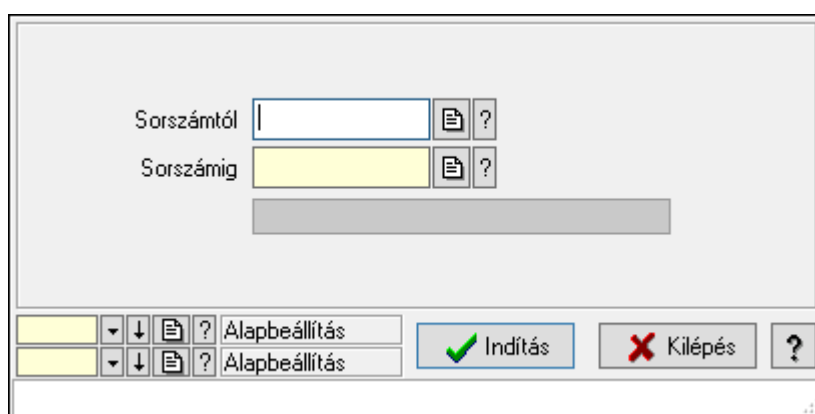 Sorszámtól ?
Sorszámig ?
? Alapbeállítás
? Alapbeállítás
Indítás
Kilépés
?